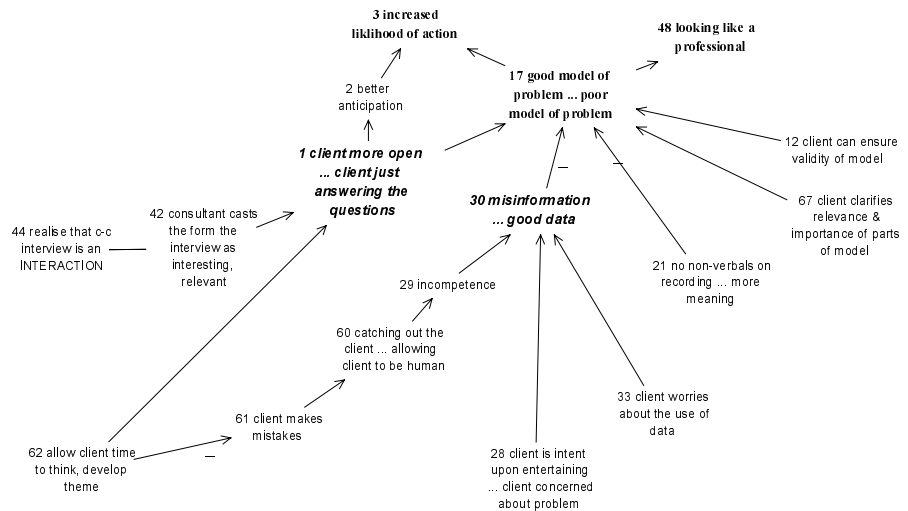 3 increased
liklihood of action
48 looking like a
professional
17 good model of
problem ... poor
model of problem
2 better
anticipation
1 client more open
... client just
answering the
questions
12 client can ensure
validity of model
30 misinformation
... good data
67 client clarifies
relevance &
importance of parts
of model
42 consultant casts
the form the
interview as
interesting,
relevant
44 realise that c-c
interview is an
INTERACTION
21 no non-verbals on
recording ... more
meaning
29 incompetence
60 catching out the
client ... allowing
client to be human
33 client worries
about the use of
data
61 client makes
mistakes
62 allow client time
to think, develop
theme
28 client is intent
upon entertaining
... client concerned
about problem